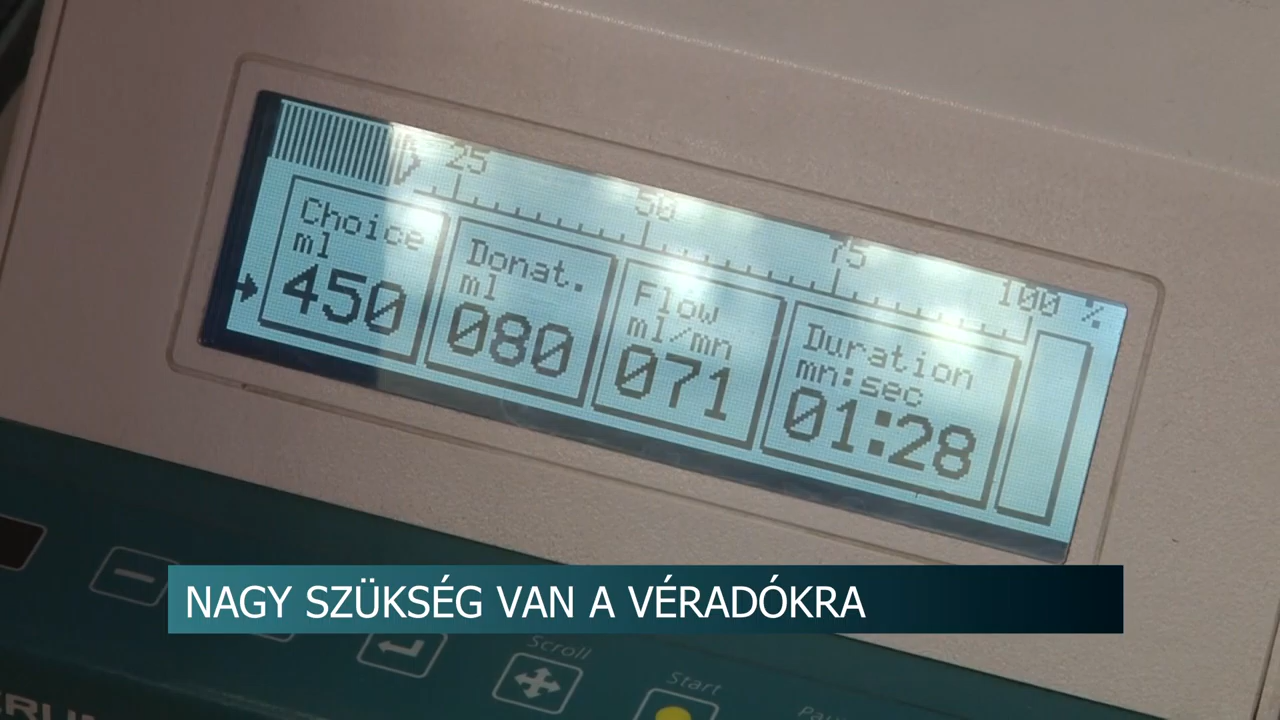 25 50 75 100 %
Choice ml 450
Donat. ml 080
Flow ml/mn 071
Duration mn:sec 01:28
NAGY SZÜKSÉG VAN A VÉRADÓKRA
Scroll
Start